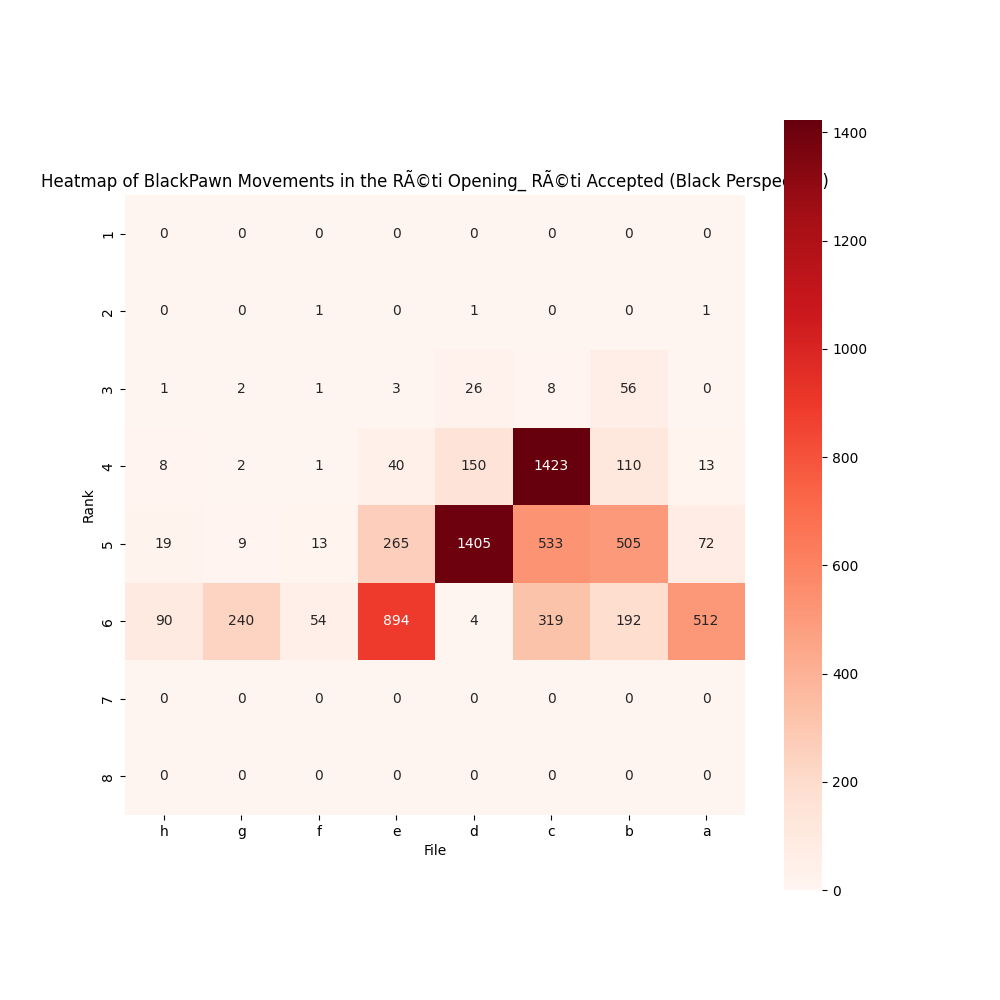 Heatmap of BlackPawn Movements in the RÃ©ti Opening_ RÃ©ti Accepted (Black Perspe )
1400
1 0 0 0 0 0 0 0 0
1200
2 0 0 1 0 1 0 0 1
1000
3 1 2 1 3 26 8 56 0
800
4 8 2 1 40 150 1423 110 13
Rank
5 19 9 13 265 1405 533 505 72
600
6 90 240 54 894 4 319 192 512
400
7 0 0 0 0 0 0 0 0
200
8 0 0 0 0 0 0 0 0
0
h g f e d c b a
File